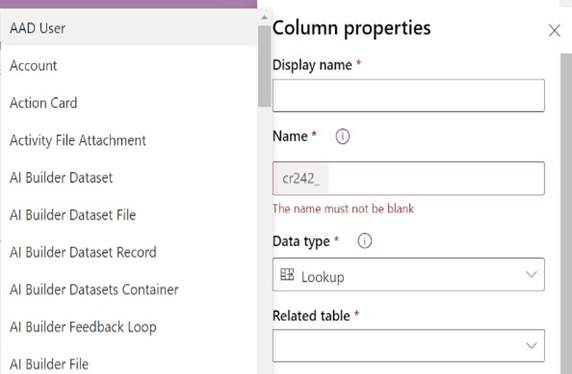 AAD User
Account
Action Card
Activity File Attachment
AI Builder Dataset
AI Builder Dataset File
AI Builder Dataset Record
AI Builder Datasets Container
AI Builder Feedback Loop
AI Builder File
Column properties
Display name *
Name *
cr242_
The name must not be blank
Data type *
Lookup
Related table *